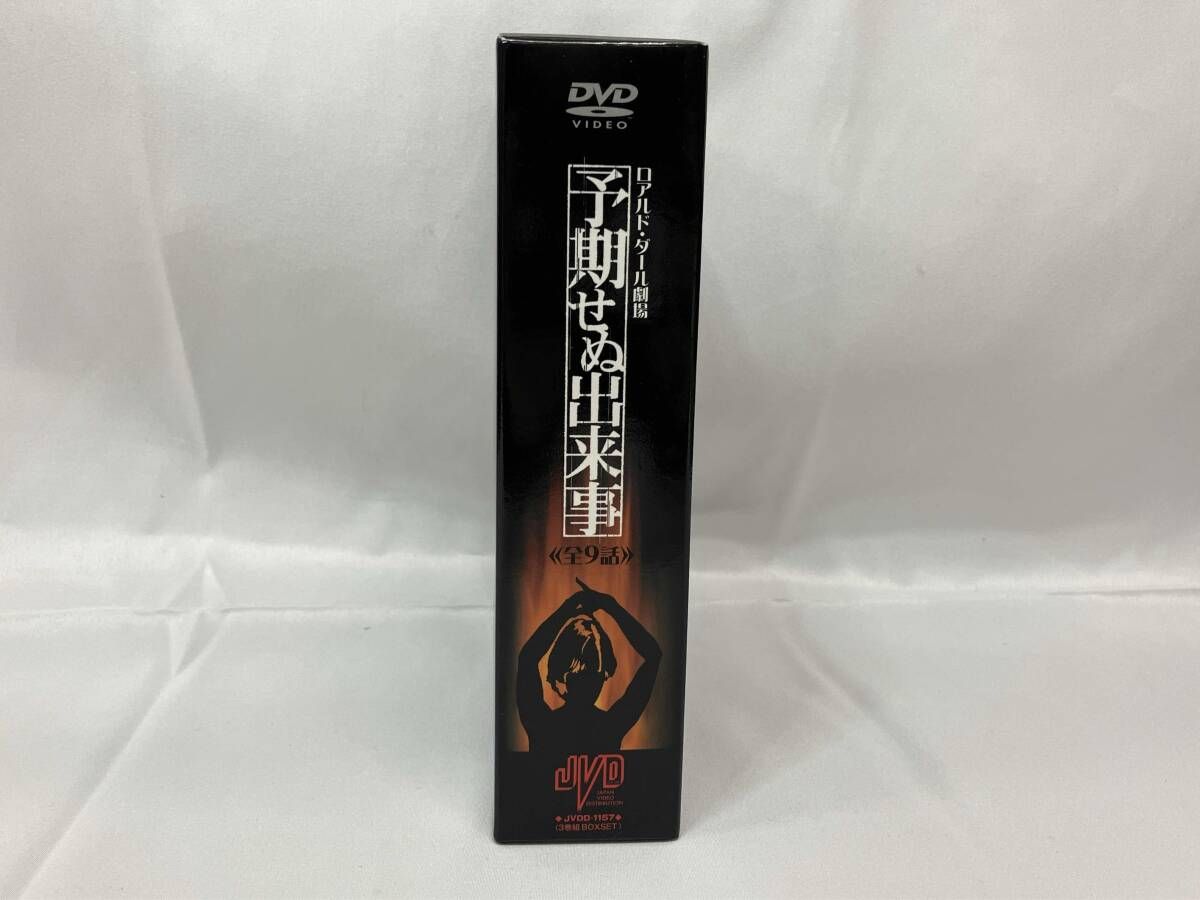 DVD
VIDEO
ロアルド・ダール劇場
予期せぬ出来事
《全9話》
JVD
JAPAN
VIDEO
DISTRIBUTION
◆JVDD-1157◆
(3巻組 BOXSET)